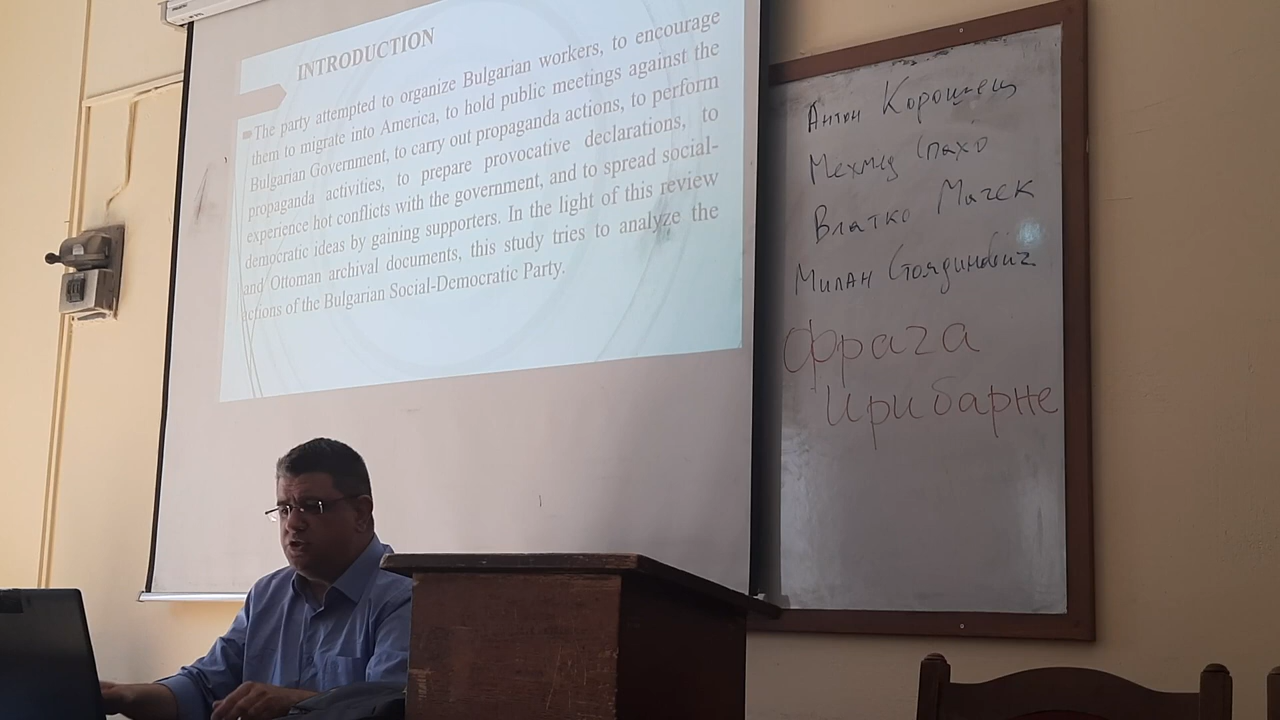 INTRODUCTION
The party attempted to organize Bulgarian workers, to encourage
them to migrate into America, to hold public meetings against the
Bulgarian Government, to carry out propaganda actions, to perform
propaganda activities, to prepare provocative declarations, to
experience hot conflicts with the government, and to spread social-
democratic ideas by gaining supporters. In the light of this review
and Ottoman archival documents, this study tries to analyze the
actions of the Bulgarian Social-Democratic Party.
Антон Корошец
Мехмед Спахо
Влатко Мачек
Милан Стоядинович
Фрага
Ирибарне